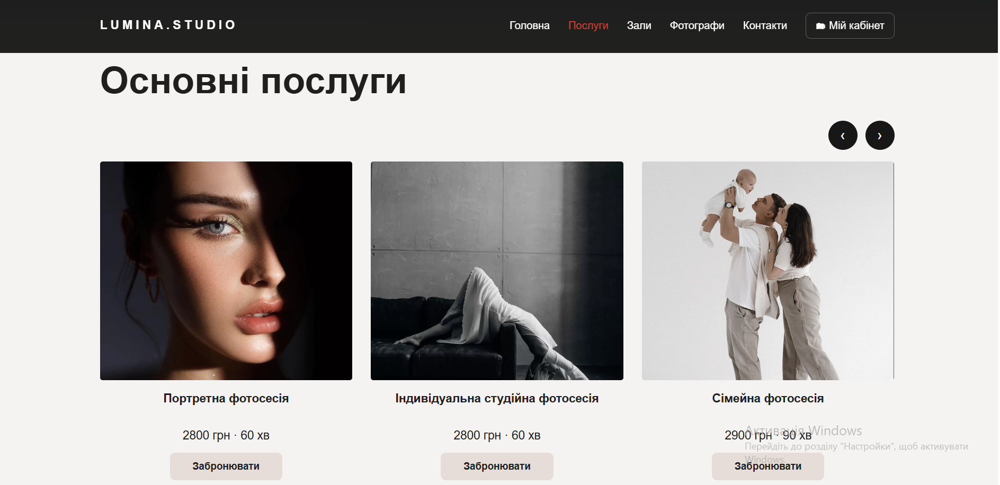 LUMINA.STUDIO
Головна Послуги Зали Фотографи Контакти Мій кабінет
Основні послуги
‹ ›
Портретна фотосесія
2800 грн · 60 хв
Забронювати
Індивідуальна студійна фотосесія
2800 грн · 60 хв
Забронювати
Сімейна фотосесія
2900 грн · 90 хв
Забронювати
Активація Windows
Перейдіть до розділу "Настройки", щоб активувати
Windows.